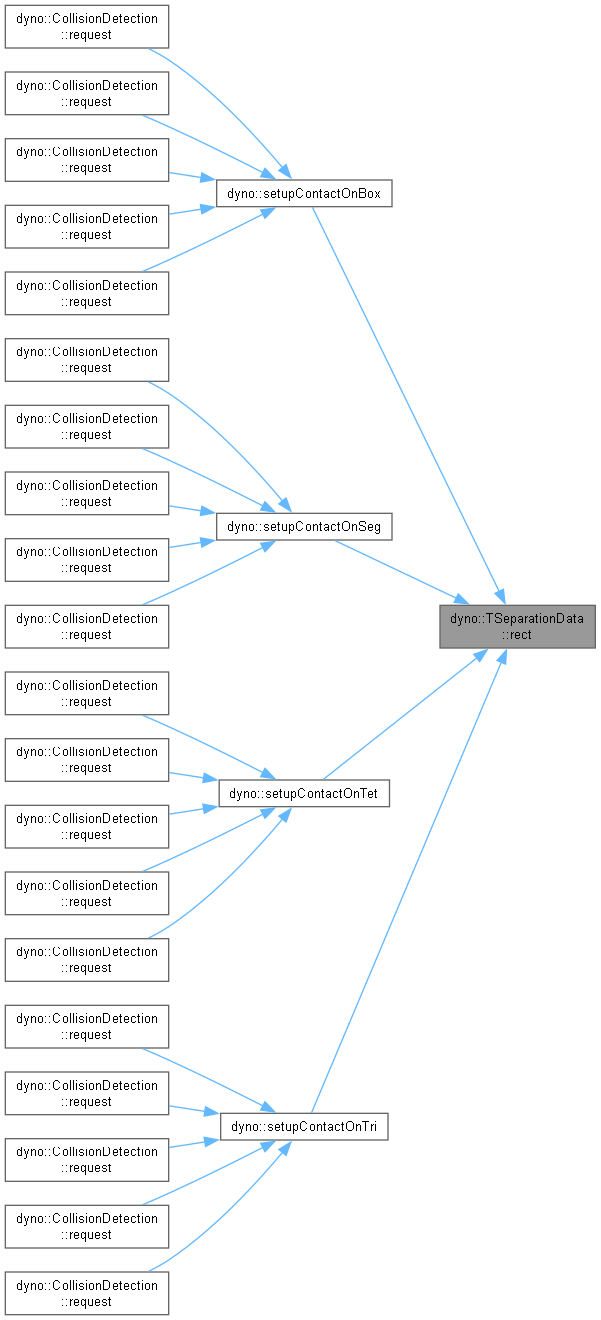 dyno::CollisionDetection
::request
dyno::CollisionDetection
::request
dyno::CollisionDetection
::request
dyno::CollisionDetection
::request
dyno::CollisionDetection
::request
dyno::setupContactOnBox
dyno::CollisionDetection
::request
dyno::CollisionDetection
::request
dyno::CollisionDetection
::request
dyno::CollisionDetection
::request
dyno::CollisionDetection
::request
dyno::setupContactOnSeg
dyno::TSeparationData
::rect
dyno::CollisionDetection
::request
dyno::CollisionDetection
::request
dyno::CollisionDetection
::request
dyno::CollisionDetection
::request
dyno::CollisionDetection
::request
dyno::setupContactOnTet
dyno::CollisionDetection
::request
dyno::CollisionDetection
::request
dyno::CollisionDetection
::request
dyno::CollisionDetection
::request
dyno::CollisionDetection
::request
dyno::setupContactOnTri